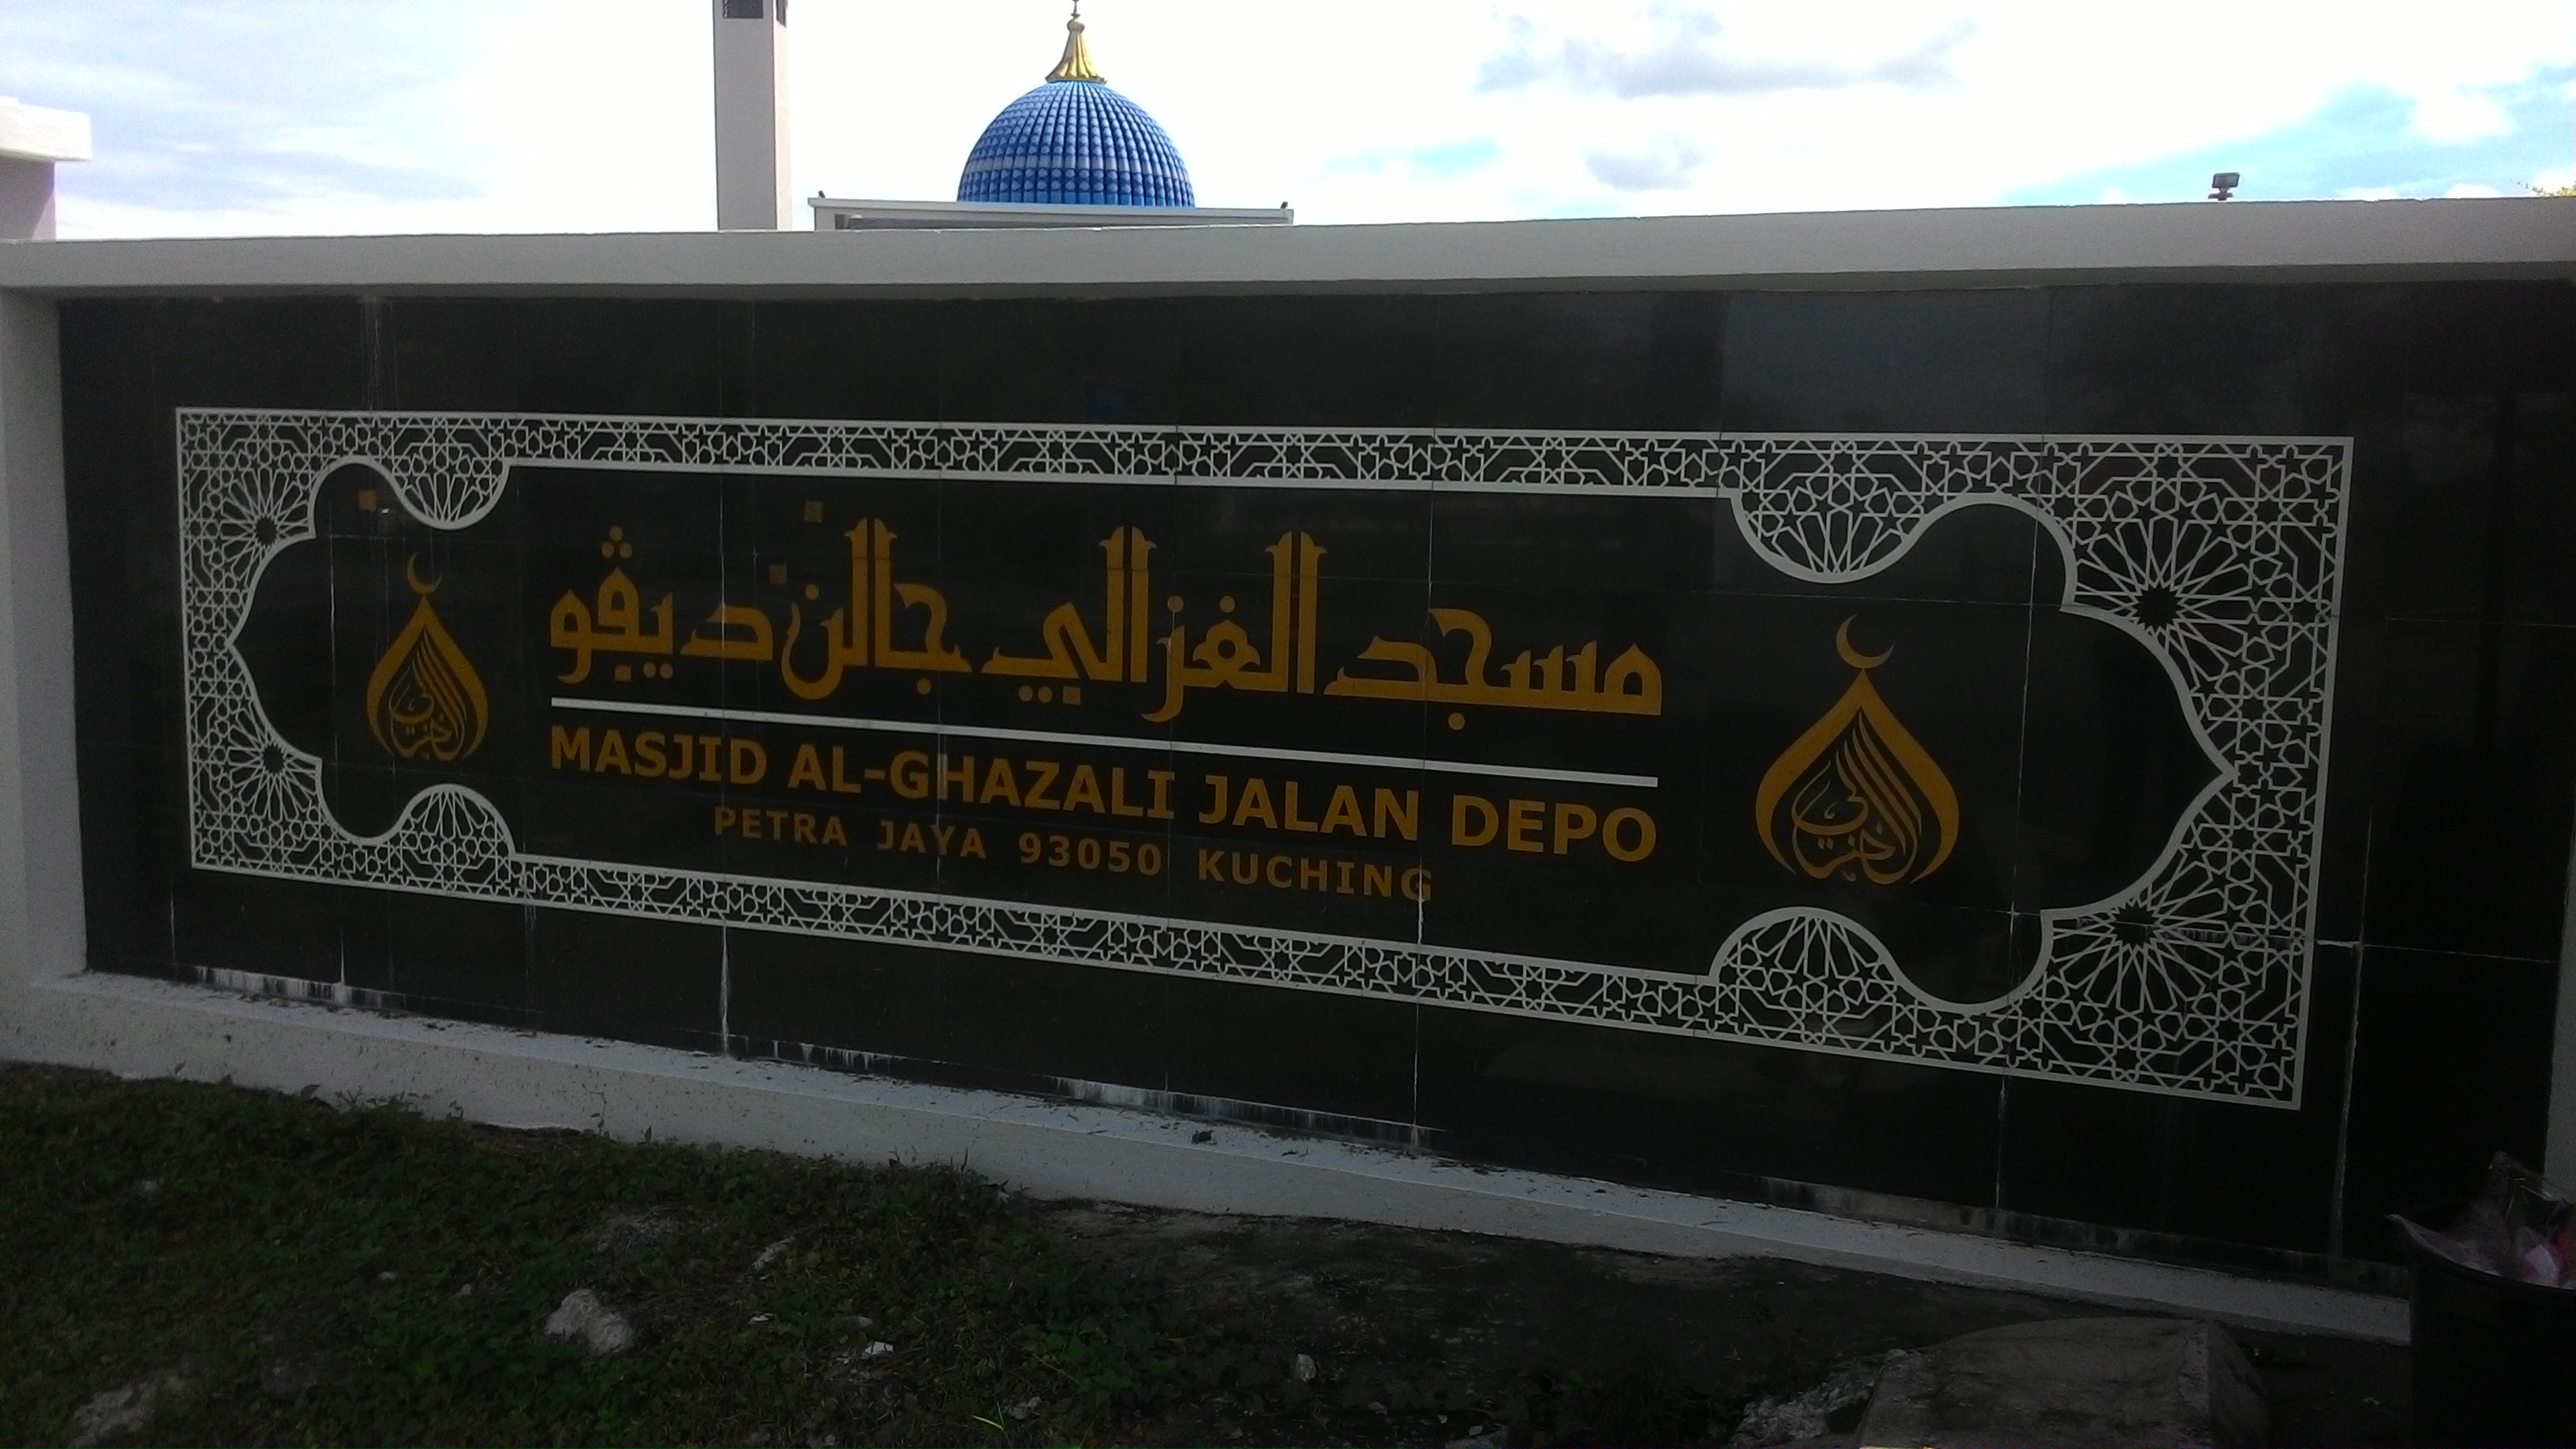 مسجد الغزالي جالن ديڤو
MASJID AL-GHAZALI JALAN DEPO
PETRA JAYA 93050 KUCHING